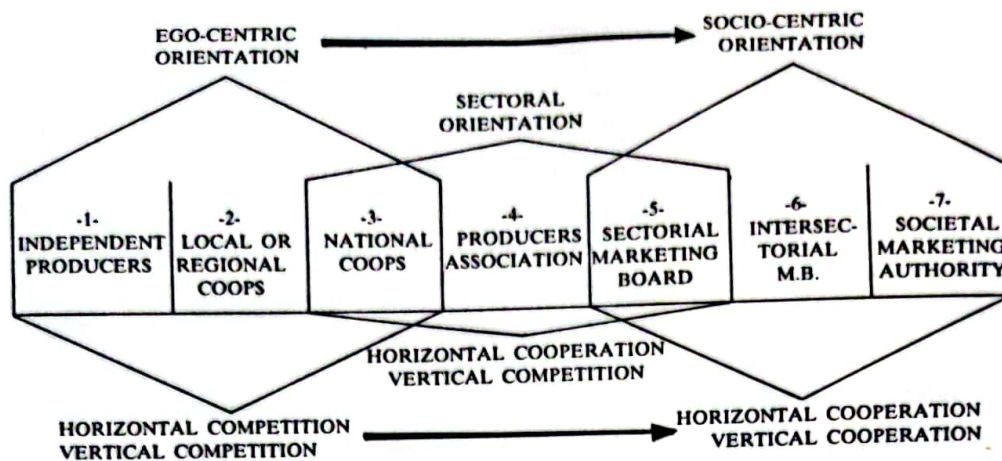 EGO-CENTRIC
ORIENTATION
SOCIO-CENTRIC
ORIENTATION
SECTORAL
ORIENTATION
-1-
INDEPENDENT
PRODUCERS
-2-
LOCAL OR
REGIONAL
COOPS
-3-
NATIONAL
COOPS
-4-
PRODUCERS
ASSOCIATION
-5-
SECTORIAL
MARKETING
BOARD
-6-
INTERSEC-
TORIAL
M.B.
-7-
SOCIETAL
MARKETING
AUTHORITY
HORIZONTAL COOPERATION
VERTICAL COMPETITION
HORIZONTAL COMPETITION
VERTICAL COMPETITION
HORIZONTAL COOPERATION
VERTICAL COOPERATION